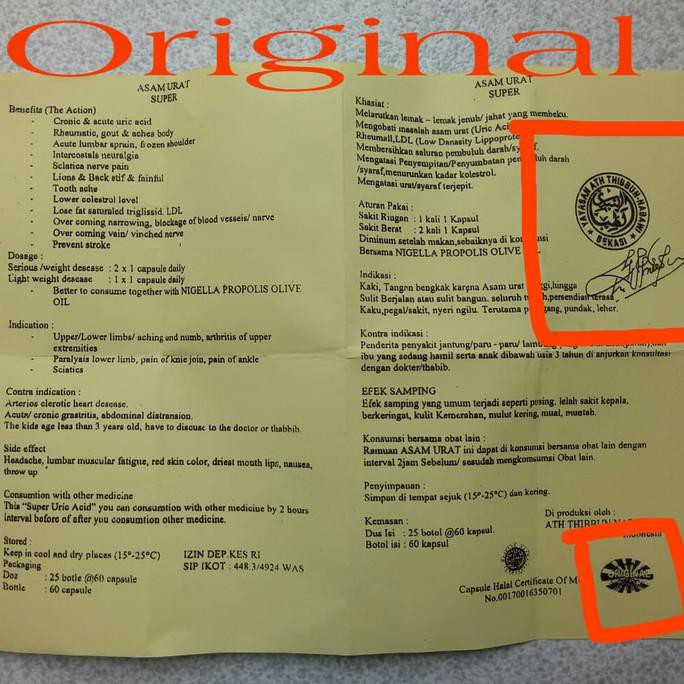 Original
ASAM URAT
SUPER
Benefits (The Action)
- Cronic & acute uric acid
- Rheumatic, gout & aches body
- Acute lumbar sprain, frozen shoulder
- Intercostals neuralgia
- Sciatica nerve pain
- Lions & Back stif & fainful
- Tooth ache
- Lower colestrol level
- Lose fat saturated triglissid. LDL
- Over coming narrowing, blockage of blood vesseis/ nerve
- Over coming vain/ vinched nerve
- Prevent stroke
Dosage :
Serious /weight desease : 2 x 1 capsule daily
Light weight desease : 1 x 1 capsule daily
- Better to consume together with NIGELLA PROPOLIS OLIVE
OIL
Indication :
- Upper/Lower limbs/ aching and numb, arthritis of upper
extremities
- Paralysis lower limb, pain of knie join, pain of ankle
- Sciatics
Contra indication :
Arterios clerotic heart desease.
Acute/ cronic grastritis, abdominal distransion.
The kids age less than 3 years old, have to discuse to the doctor or thabbib.
Side effect
Headache, lumbar muscular fatigue, red skin color, driest mouth lips, nausea,
throw up
Consumtion with other medicine
This "Super Uric Acid" you can consumtion with other medicine by 2 hours
interval before of after you consumtion other medicine.
Stored :
Keep in cool and dry places (15°-25°C)
Packaging
Doz : 25 botle @60 capsule
Bottle : 60 capsule
IZIN DEP.KES RI
SIP IKOT : 448.3/4924 WAS
ASAM URAT
SUPER
Khasiat :
Melarutkan lemak – lemak jenuh/ jahat yang membeku.
Mengobati masalah asam urat (Uric
Rheumall,LDL (Low Danasity
Membersihkan saluran pembuluh darah/
Mengatasi Penyempitan/Penyumbatan darah
/syaraf,menurunkan kadar kolestrol.
Mengatasi urat/syaraf terjepit.
Aturan Pakai :
Sakit Riugan : 1 kali 1 Kapsul
Sakit Berat : 2 kali 1 Kapsul
Diminum setelah makan,sebaiknya di
Bersama NIGELLA PROPOLIS OLIVE
Indikasi :
Kaki, Tangan bengkak karena Asam urat
Sulit Berjalan atau sulit bangun. seluruh
Kaku,pegal/sakit, nyeri ngilu. Terutama pundak, leher.
YAYASAN ATH THIBBUN-NABAWI
BEKASI
Kontra indikasi :
Penderita penyakit jantung/paru - paru/
ibu yang sedang hamil serta anak dibawah usia 3 tahun di anjurkan konsultasi
dengan dokter/thabib.
EFEK SAMPING
Efek samping yang umum terjadi seperti pusing, lelah sakit kepala,
berkeringat, kulit Kemerahan, mulut kering, mual, muntah.
Konsumsi bersama obat lain :
Ramuan ASAM URAT ini dapat di konsumsi bersama obat lain dengan
interval 2jam Sebelum/ sesudah mengkomsumsi Obat lain.
Penyimpanan :
Simpan di tempat sejuk (15°-25°C) dan kering.
Kemasan :
Dus Isi : 25 botol @60 kapsul.
Botol isi : 60 kapsul
Di produksi oleh :
ATH THIBBUN
Indonesia
Capsule Halal Certificate Of
No.00170016350701
ORIGINAL